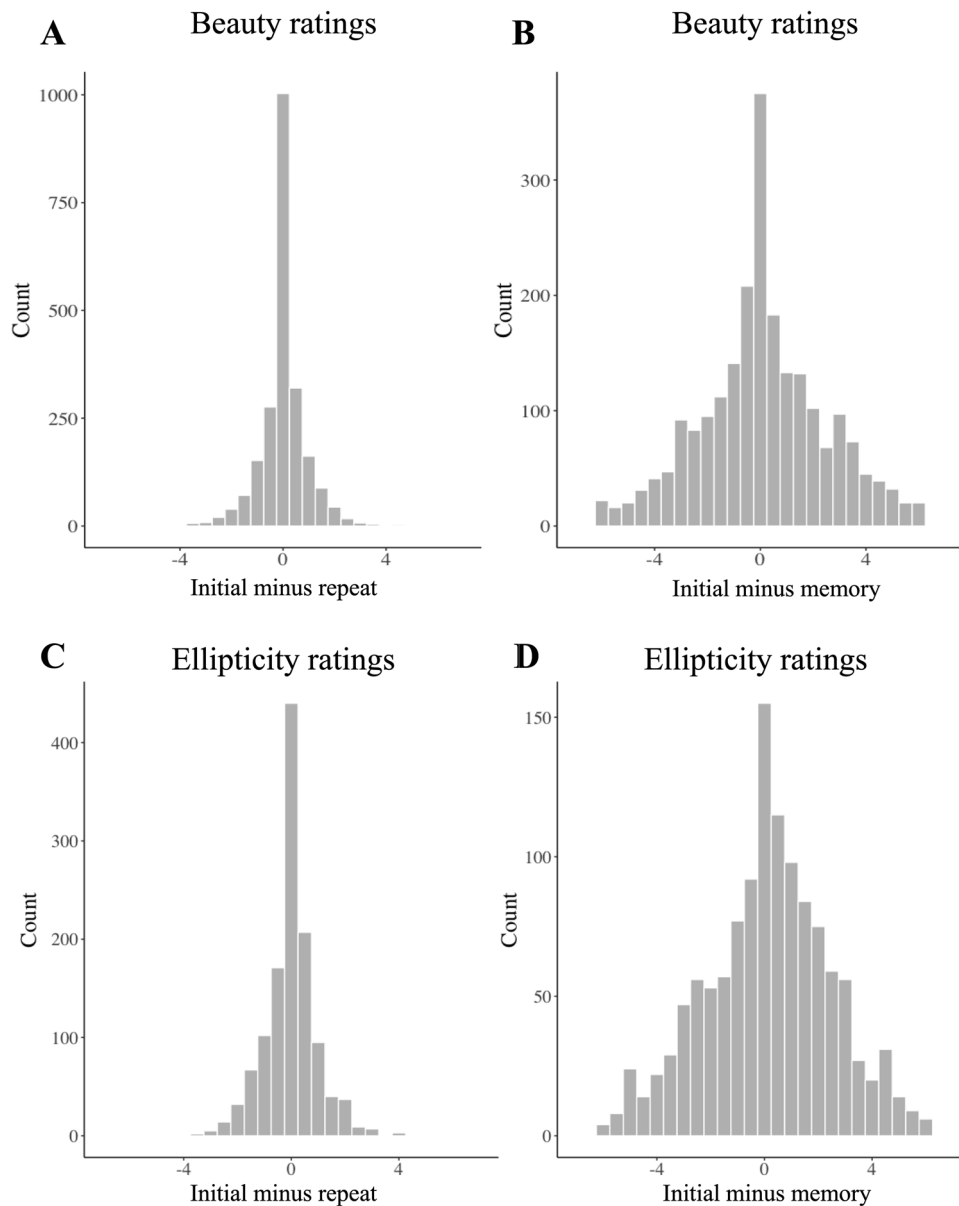 A
Beauty ratings
1000
750
500
250
0
Count
-4
0
4
Initial minus repeat
B
Beauty ratings
300
200
100
0
Count
-4
0
4
Initial minus memory
C
Ellipticity ratings
400
300
200
100
0
Count
-4
0
4
Initial minus repeat
D
Ellipticity ratings
150
100
50
0
Count
-4
0
4
Initial minus memory